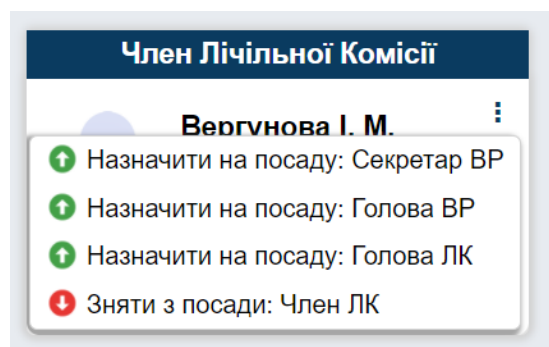 Член Лічільної Комісії
Вергунова І. М.
Назначити на посаду: Секретар ВР
Назначити на посаду: Голова ВР
Назначити на посаду: Голова ЛК
Зняти з посади: Член ЛК